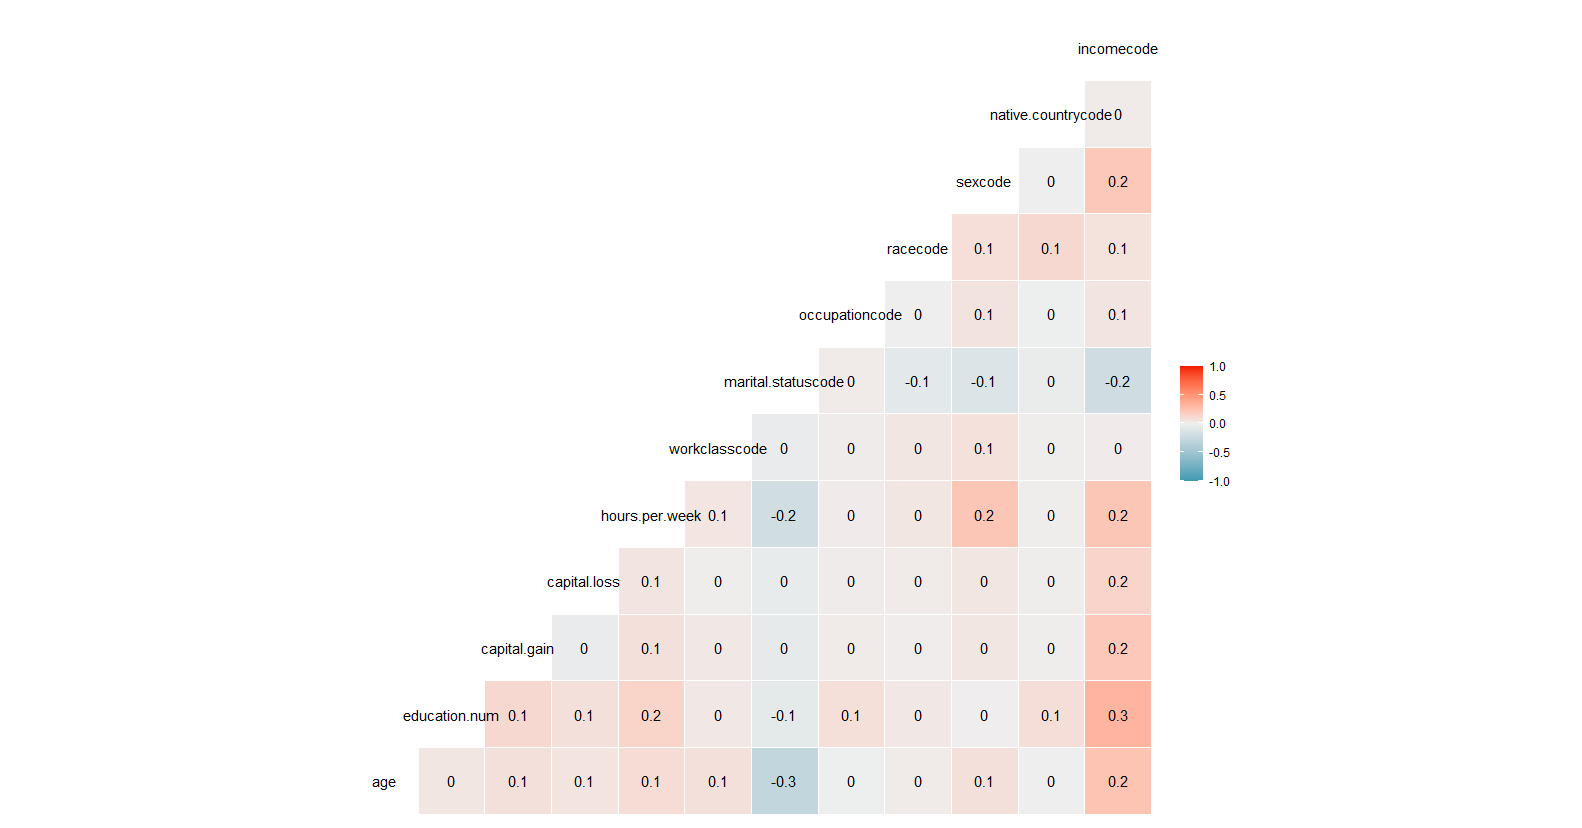 incomecode
native.countrycode 0
sexcode 0 0.2
racecode 0.1 0.1 0.1
occupationcode 0 0.1 0 0.1
marital.statuscode 0 -0.1 -0.1 0 -0.2
workclasscode 0 0 0 0.1 0 0
hours.per.week 0.1 -0.2 0 0 0.2 0 0.2
capital.loss 0.1 0 0 0 0 0 0 0.2
capital.gain 0 0.1 0 0 0 0 0 0 0.2
education.num 0.1 0.1 0.2 0 -0.1 0.1 0 0 0.1 0.3
age 0 0.1 0.1 0.1 0.1 -0.3 0 0 0.1 0 0.2
1.0
0.5
0.0
-0.5
-1.0